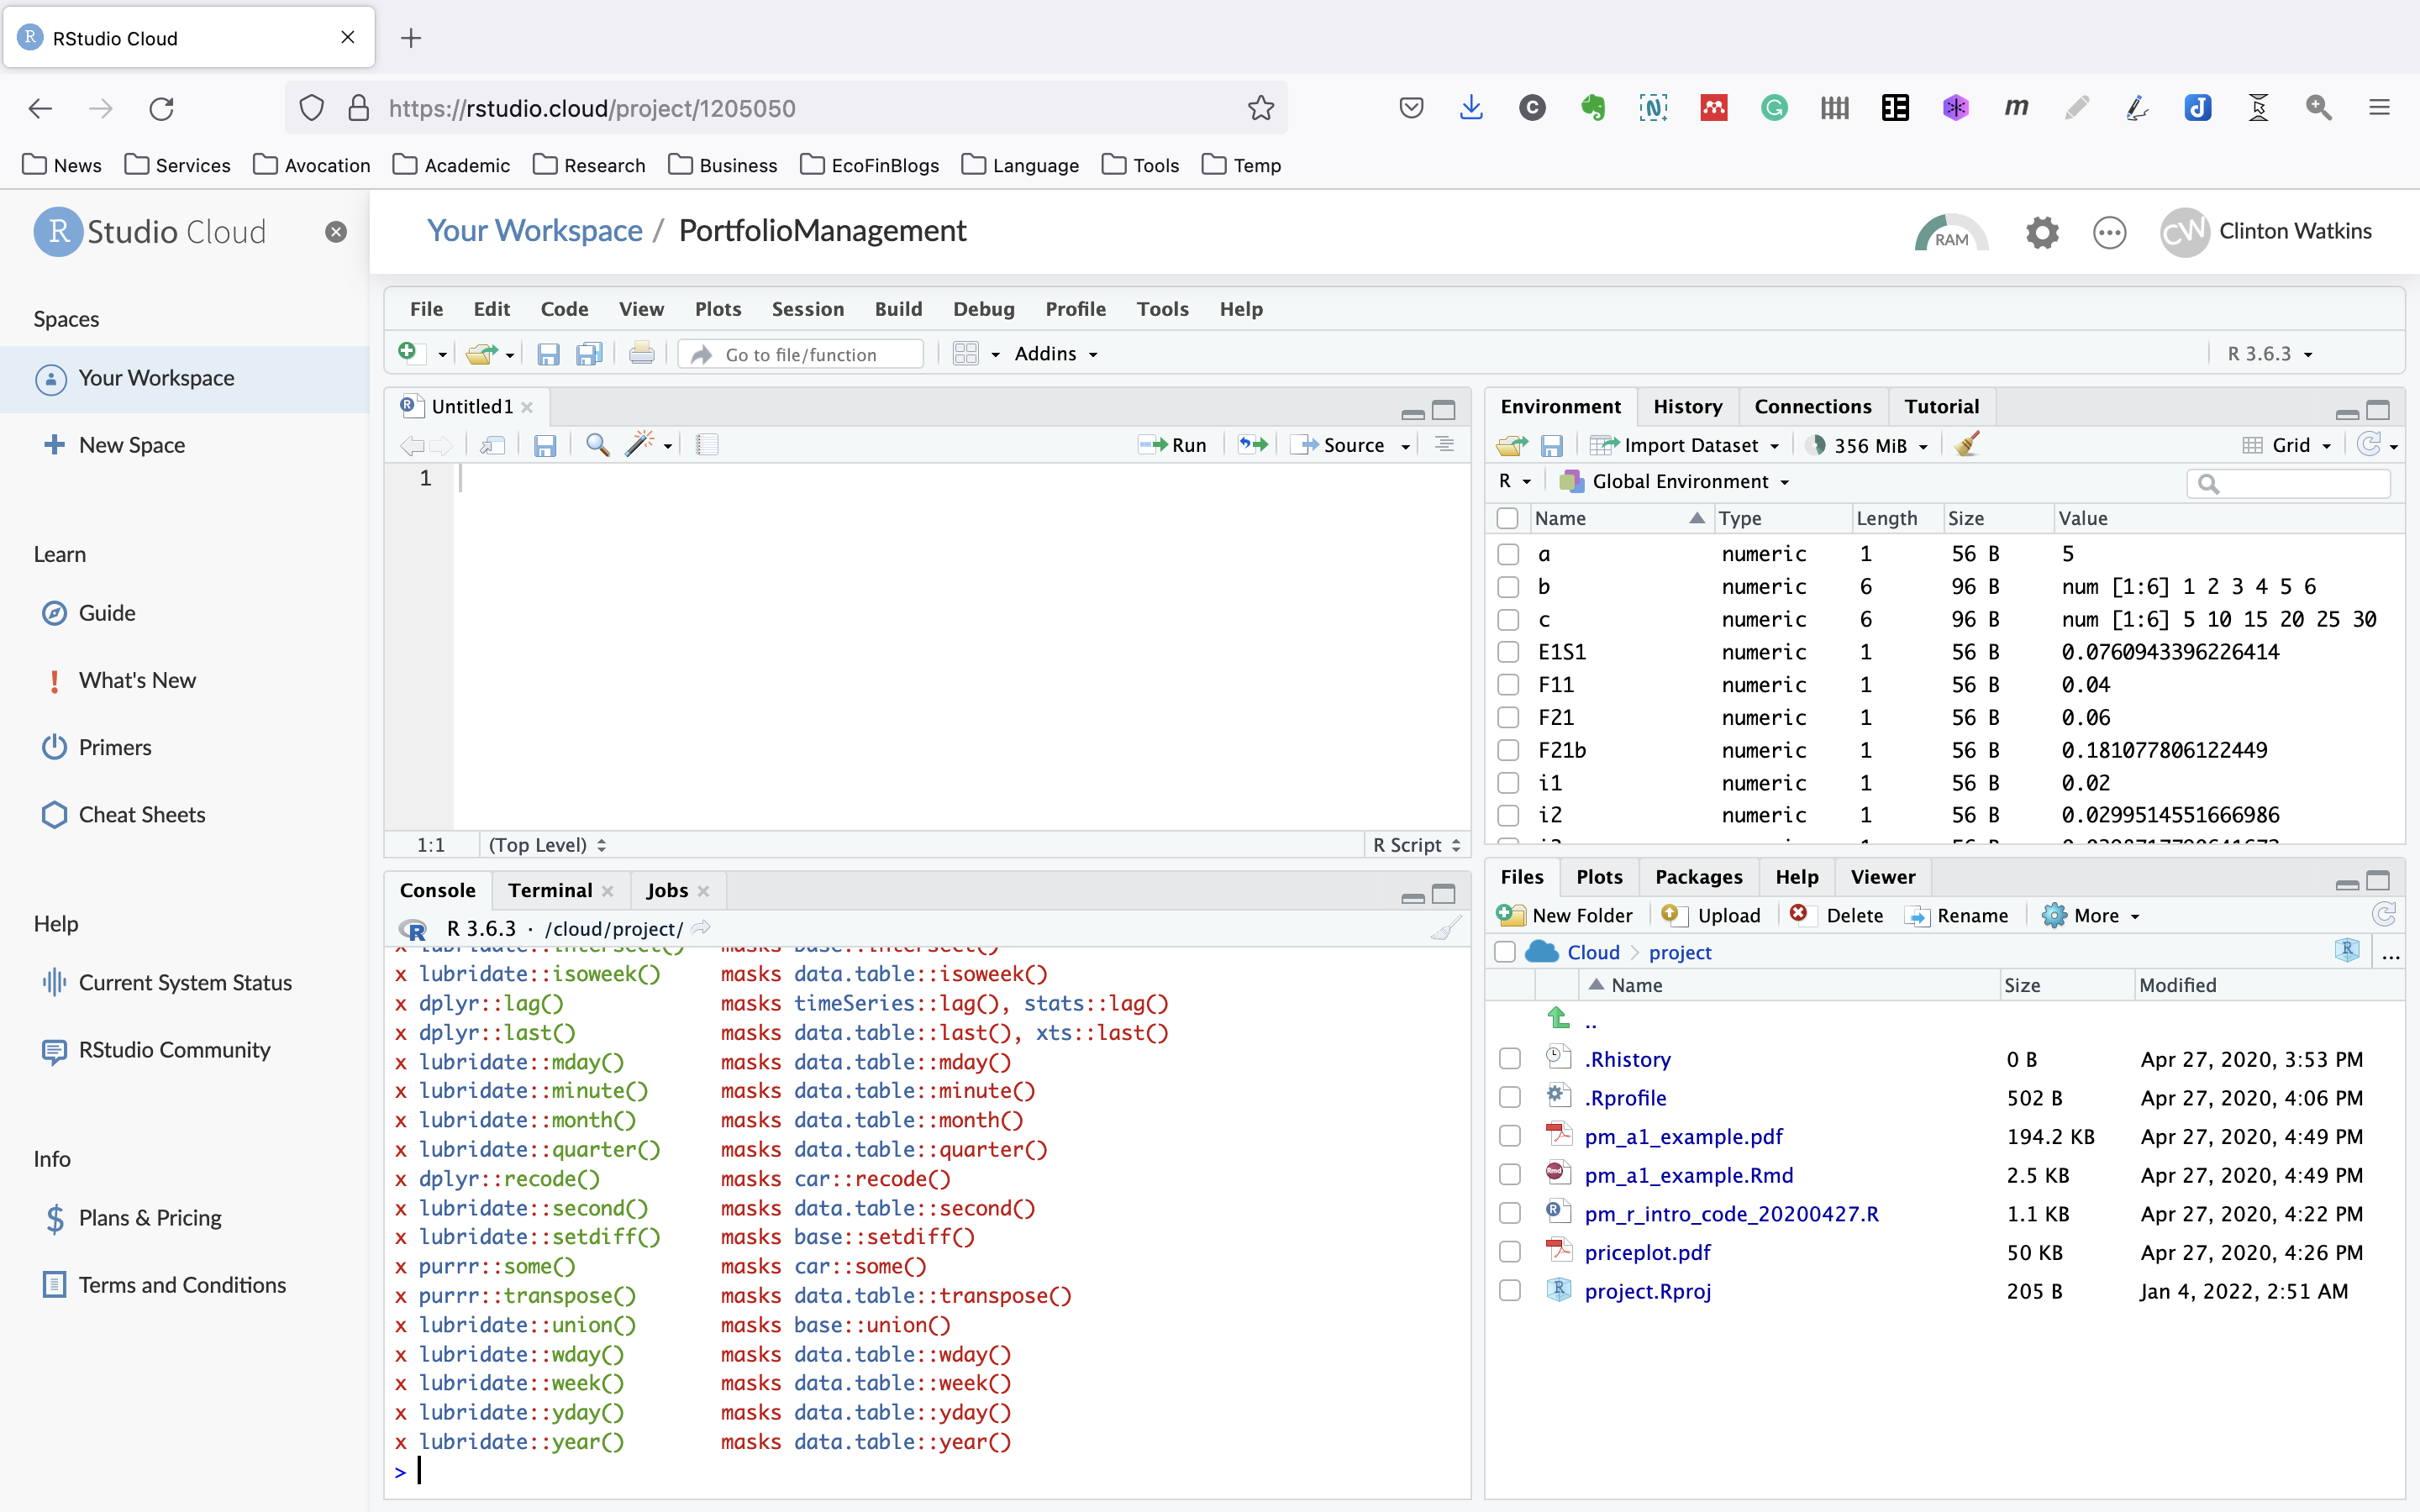 RStudio Cloud
https://rstudio.cloud/project/1205050
News Services Avocation Academic Research Business EcoFinBlogs Language Tools Temp
R Studio Cloud
Your Workspace / PortfolioManagement
RAM
CW Clinton Watkins
Spaces
Your Workspace
New Space
Learn
Guide
What's New
Primers
Cheat Sheets
Help
Current System Status
RStudio Community
Info
Plans & Pricing
Terms and Conditions
File Edit Code View Plots Session Build Debug Profile Tools Help
Go to file/function Addins R 3.6.3
Untitled1
Run Source
1
1:1 (Top Level) R Script
Console Terminal Jobs
R 3.6.3 · /cloud/project/
x lubridate::intersect() masks base::intersect()
x lubridate::isoweek() masks data.table::isoweek()
x dplyr::lag() masks timeSeries::lag(), stats::lag()
x dplyr::last() masks data.table::last(), xts::last()
x lubridate::mday() masks data.table::mday()
x lubridate::minute() masks data.table::minute()
x lubridate::month() masks data.table::month()
x lubridate::quarter() masks data.table::quarter()
x dplyr::recode() masks car::recode()
x lubridate::second() masks data.table::second()
x lubridate::setdiff() masks base::setdiff()
x purrr::some() masks car::some()
x purrr::transpose() masks data.table::transpose()
x lubridate::union() masks base::union()
x lubridate::wday() masks data.table::wday()
x lubridate::week() masks data.table::week()
x lubridate::yday() masks data.table::yday()
x lubridate::year() masks data.table::year()
>
Environment History Connections Tutorial
Import Dataset 356 MiB Grid
R Global Environment
Name Type Length Size Value
a numeric 1 56 B 5
b numeric 6 96 B num [1:6] 1 2 3 4 5 6
c numeric 6 96 B num [1:6] 5 10 15 20 25 30
E1S1 numeric 1 56 B 0.0760943396226414
F11 numeric 1 56 B 0.04
F21 numeric 1 56 B 0.06
F21b numeric 1 56 B 0.181077806122449
i1 numeric 1 56 B 0.02
i2 numeric 1 56 B 0.0299514551666986
Files Plots Packages Help Viewer
New Folder Upload Delete Rename More
Cloud project ...
Name Size Modified
..
.Rhistory 0 B Apr 27, 2020, 3:53 PM
.Rprofile 502 B Apr 27, 2020, 4:06 PM
pm_a1_example.pdf 194.2 KB Apr 27, 2020, 4:49 PM
pm_a1_example.Rmd 2.5 KB Apr 27, 2020, 4:49 PM
pm_r_intro_code_20200427.R 1.1 KB Apr 27, 2020, 4:22 PM
priceplot.pdf 50 KB Apr 27, 2020, 4:26 PM
project.Rproj 205 B Jan 4, 2022, 2:51 AM